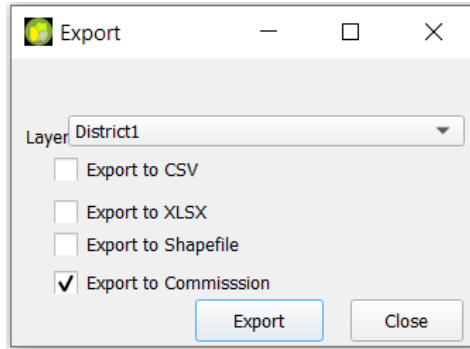 Export
Layer District1
Export to CSV
Export to XLSX
Export to Shapefile
Export to Commisssion
Export Close